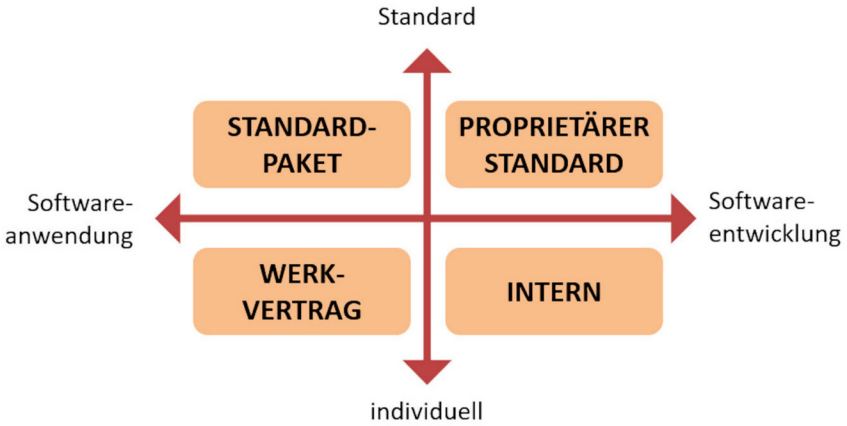 Standard
STANDARD-
PAKET
PROPRIETÄRER
STANDARD
Software-
anwendung
Software-
entwicklung
WERK-
VERTRAG
INTERN
individuell